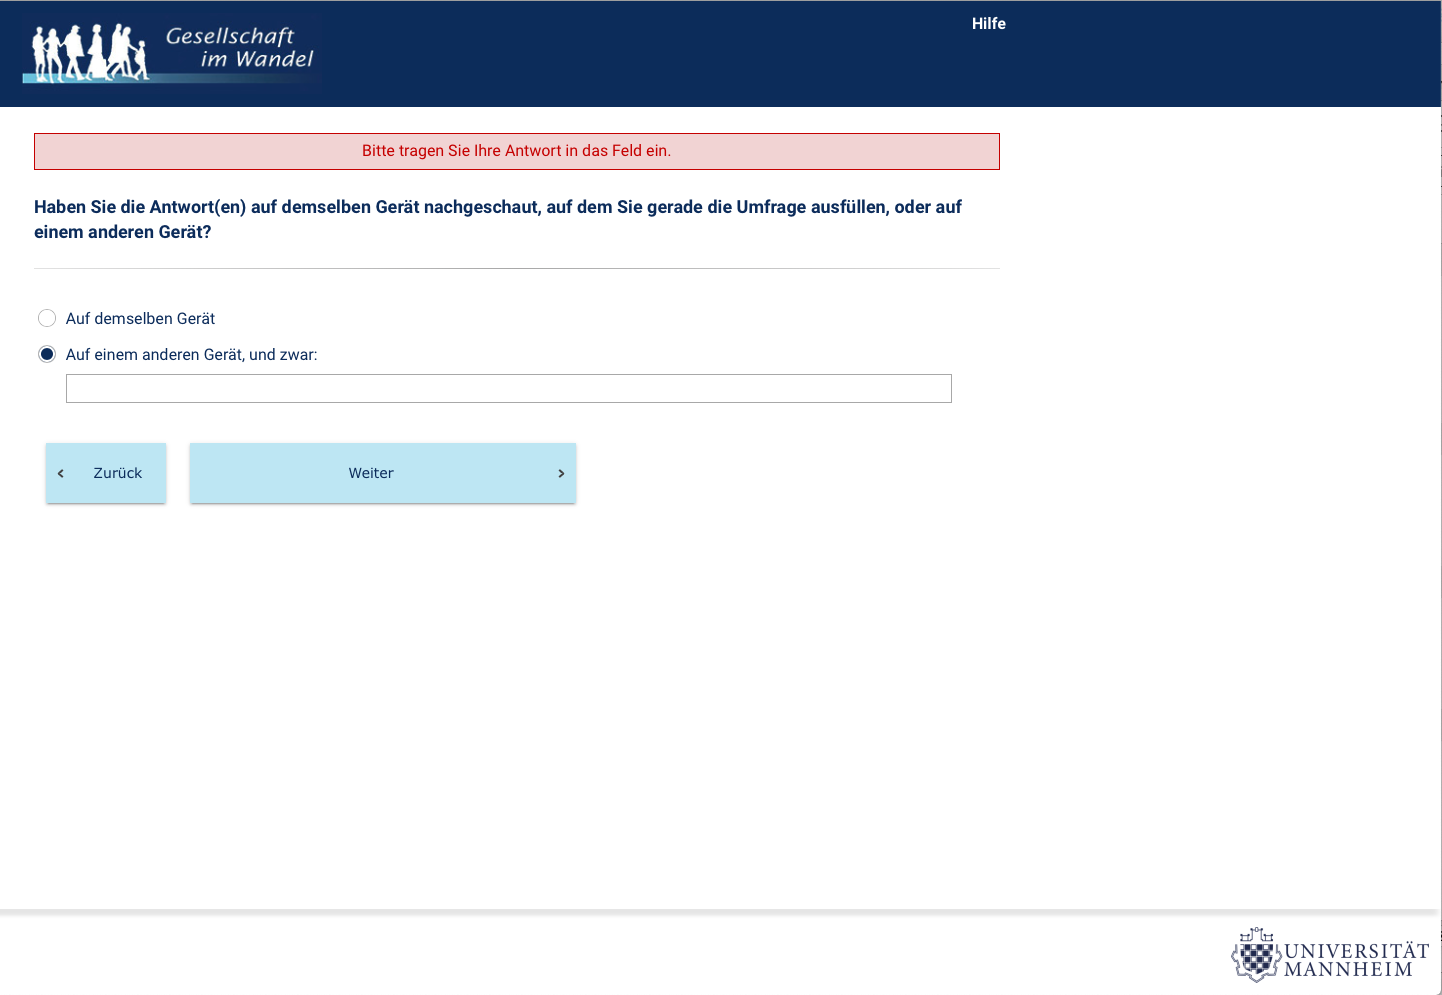 Gesellschaft
im Wandel
Hilfe
Bitte tragen Sie Ihre Antwort in das Feld ein.
Haben Sie die Antwort(en) auf demselben Gerät nachgeschaut, auf dem Sie gerade die Umfrage ausfüllen, oder auf
einem anderen Gerät?
Auf demselben Gerät
Auf einem anderen Gerät, und zwar:
Zurück
Weiter
UNIVERSITÄT
MANNHEIM